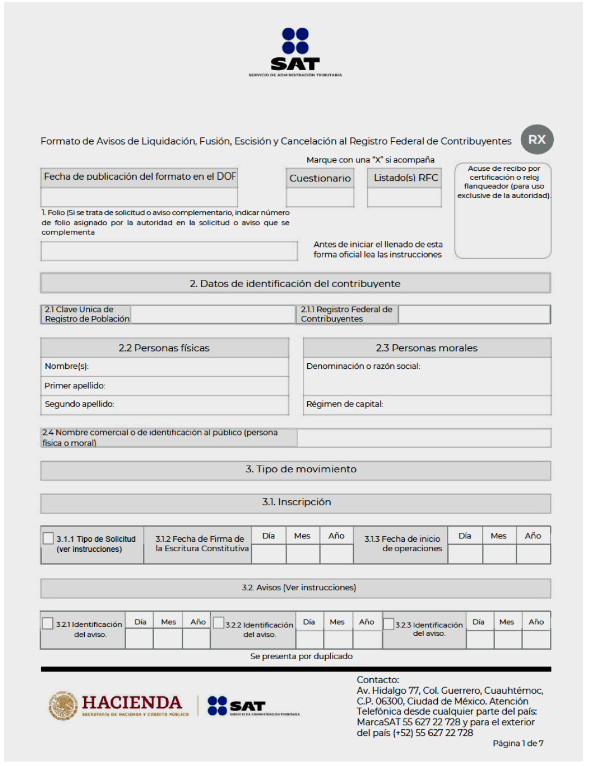 SAT
SERVICIO DE ADMINISTRACIÓN TRIBUTARIA
Formato de Avisos de Liquidación, Fusión, Escisión y Cancelación al Registro Federal de Contribuyentes
RX
Marque con una "X" si acompaña
Fecha de publicación del formato en el DOF
Cuestionario
Listado(s) RFC
Acuse de recibo por
certificación o reloj
flanqueador (para uso
exclusive de la autoridad).
1. Folio (Si se trata de solicitud o aviso complementario, indicar número
de folio asignado por la autoridad en la solicitud o aviso que se
complementa
Antes de iniciar el llenado de esta
forma oficial lea las instrucciones
2. Datos de identificación del contribuyente
2.1 Clave Unica de
Registro de Población
2.1.1 Registro Federal de
Contribuyentes
2.2 Personas físicas
2.3 Personas morales
Nombre(s):
Denominación o razón social:
Primer apellido:
Segundo apellido:
Régimen de capital:
2.4 Nombre comercial o de identificación al público (persona
física o moral)
3. Tipo de movimiento
3.1. Inscripción
3.1.1 Tipo de Solicitud
(ver instrucciones)
3.1.2 Fecha de Firma de
la Escritura Constitutiva
Día Mes Año
3.1.3 Fecha de inicio
de operaciones
Día Mes Año
3.2. Avisos (Ver instrucciones)
3.2.1 Identificación
del aviso.
Día Mes Año
3.2.2 Identificación
del aviso.
Día Mes Año
3.2.3 Identificación
del aviso.
Día Mes Año
Se presenta por duplicado
HACIENDA
SECRETARÍA DE HACIENDA Y CRÉDITO PÚBLICO
SAT
SERVICIO DE ADMINISTRACIÓN TRIBUTARIA
Contacto:
Av. Hidalgo 77, Col. Guerrero, Cuauhtémoc,
C.P. 06300, Ciudad de México. Atención
Telefónica desde cualquier parte del país:
MarcaSAT 55 627 22 728 y para el exterior
del país (+52) 55 627 22 728
Página 1 de 7